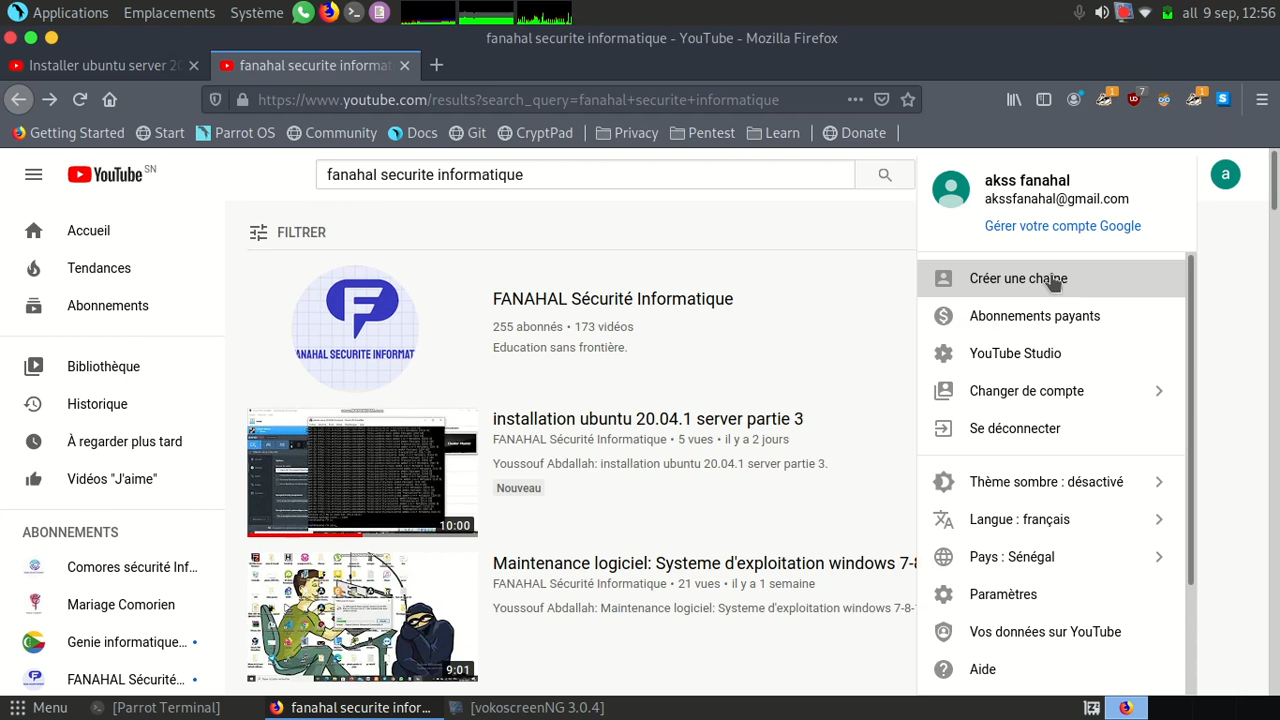 Applications Emplacements Système all 9 sep, 12:56
fanahal securite informatique - YouTube - Mozilla Firefox
Installer ubuntu server 20
fanahal securite informat
https://www.youtube.com/results?search_query=fanahal+securite+informatique
1 7 1
Getting Started Start Parrot OS Community Docs Git CryptPad Privacy Pentest Learn Donate
YouTube SN
fanahal securite informatique
a
akss fanahal
akssfanahal@gmail.com
Gérer votre compte Google
Créer une chaîne
Abonnements payants
YouTube Studio
Changer de compte
Se déconnecter
Thème sombre : désactivé
Langue : français
Pays : Sénégal
Paramètres
Vos données sur YouTube
Aide
Accueil
Tendances
Abonnements
Bibliothèque
Historique
À regarder plus tard
Vidéos "J'aime"
ABONNEMENTS
Comores sécurité Inf...
Mariage Comorien
Genie informatique...
FANAHAL Sécurité...
FILTRER
F
ANAHAL SECURITE INFORMAT
FANAHAL Sécurité Informatique
255 abonnés • 173 vidéos
Education sans frontière.
10:00
installation ubuntu 20.04.1 server partie3
FANAHAL Sécurité Informatique • 5 vues • il y a 2 jours
Youssouf Abdallah: installation ubuntu 20.04.1 server partie 3.
Nouveau
9:01
Maintenance logiciel: Systeme d'exploitation windows 7-8
FANAHAL Sécurité Informatique • 21 vues • il y a 1 semaine
Youssouf Abdallah: Maintenance logiciel: Systeme d'exploitation windows 7-8-
Menu [Parrot Terminal] fanahal securite infor... [vokoscreenNG 3.0.4]